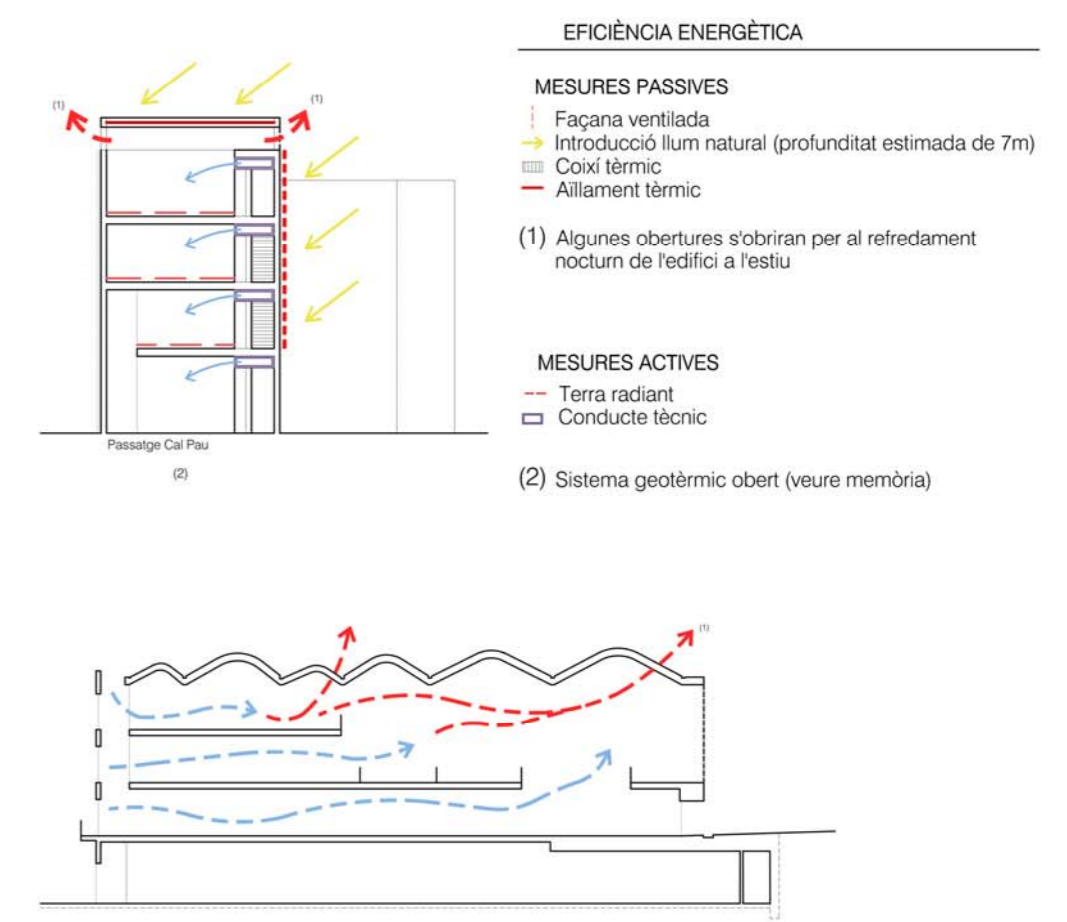 EFICIÈNCIA ENERGÈTICA
MESURES PASSIVES
Façana ventilada
Introducció llum natural (profunditat estimada de 7m)
Coixí tèrmic
Aïllament tèrmic
(1) Algunes obertures s'obriran per al refredament
nocturn de l'edifici a l'estiu
MESURES ACTIVES
Terra radiant
Conducte tècnic
(2) Sistema geotèrmic obert (veure memòria)
(1)
(1)
Passatge Cal Pau
(2)
(1)